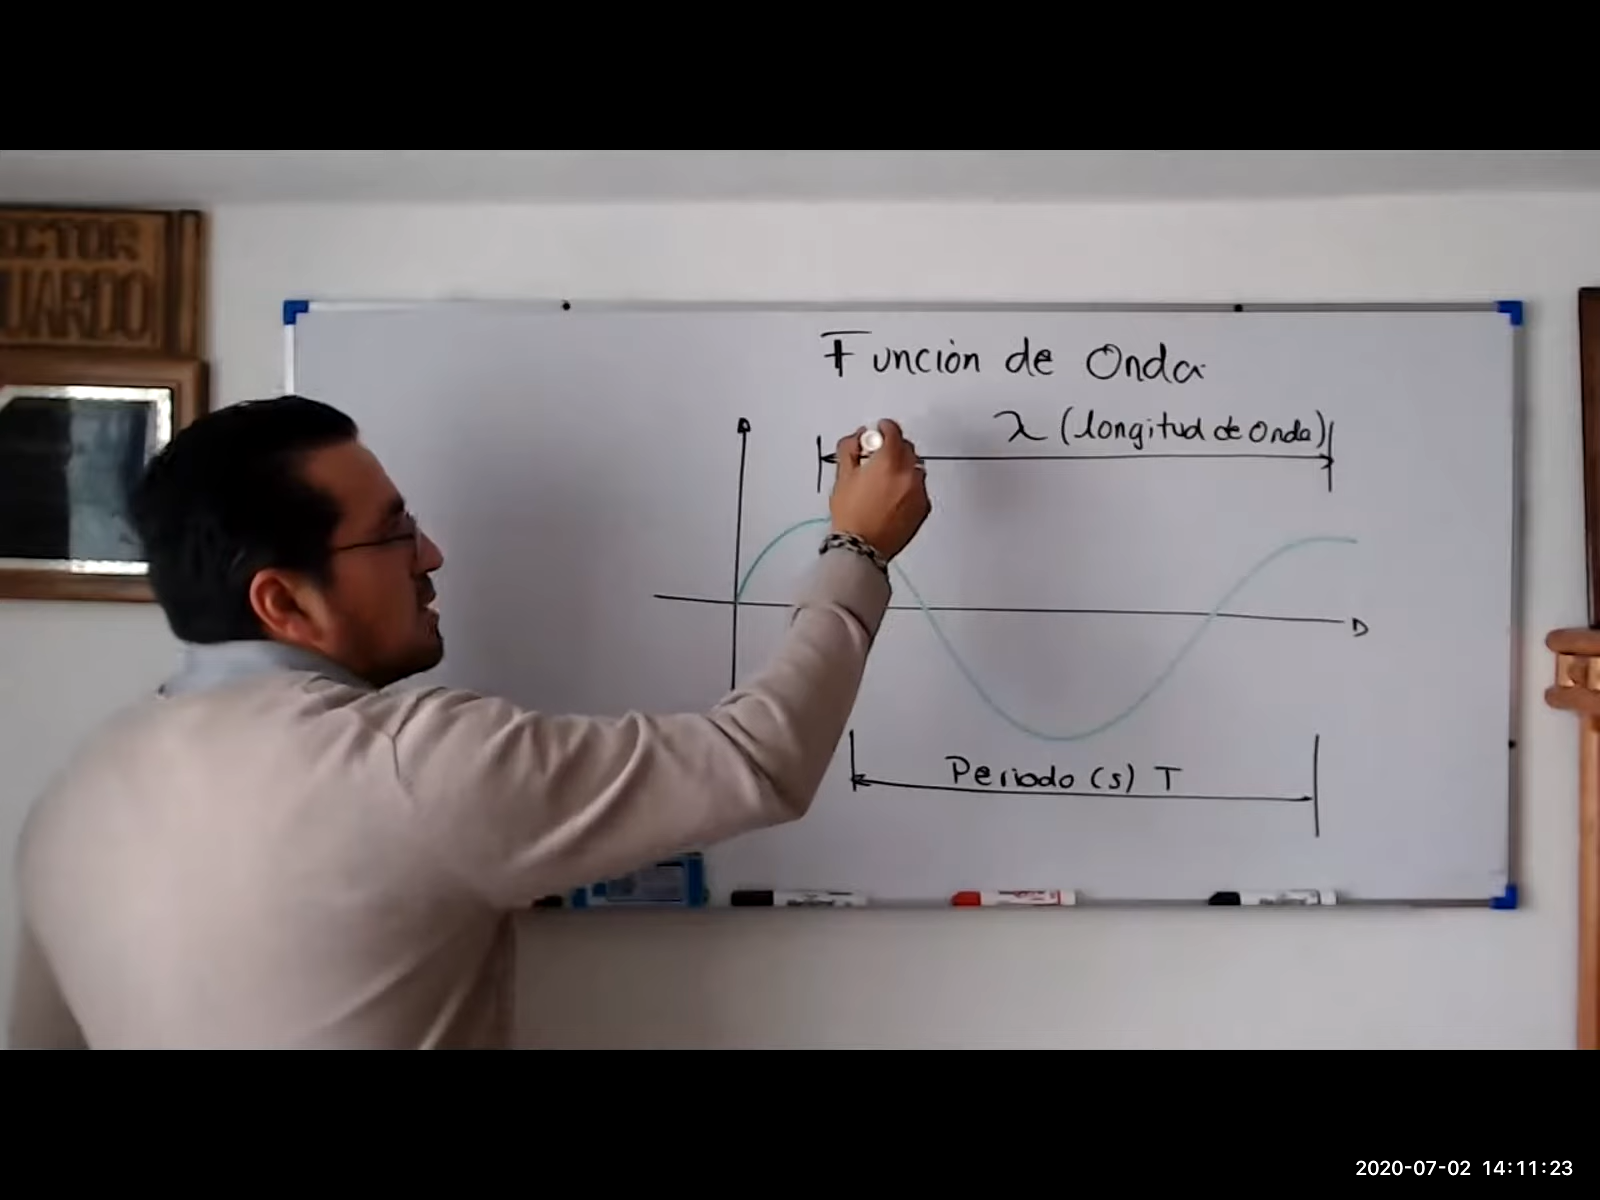 Función de Onda
λ (longitud de Onda)
Periodo (s) T
2020-07-02 14:11:23